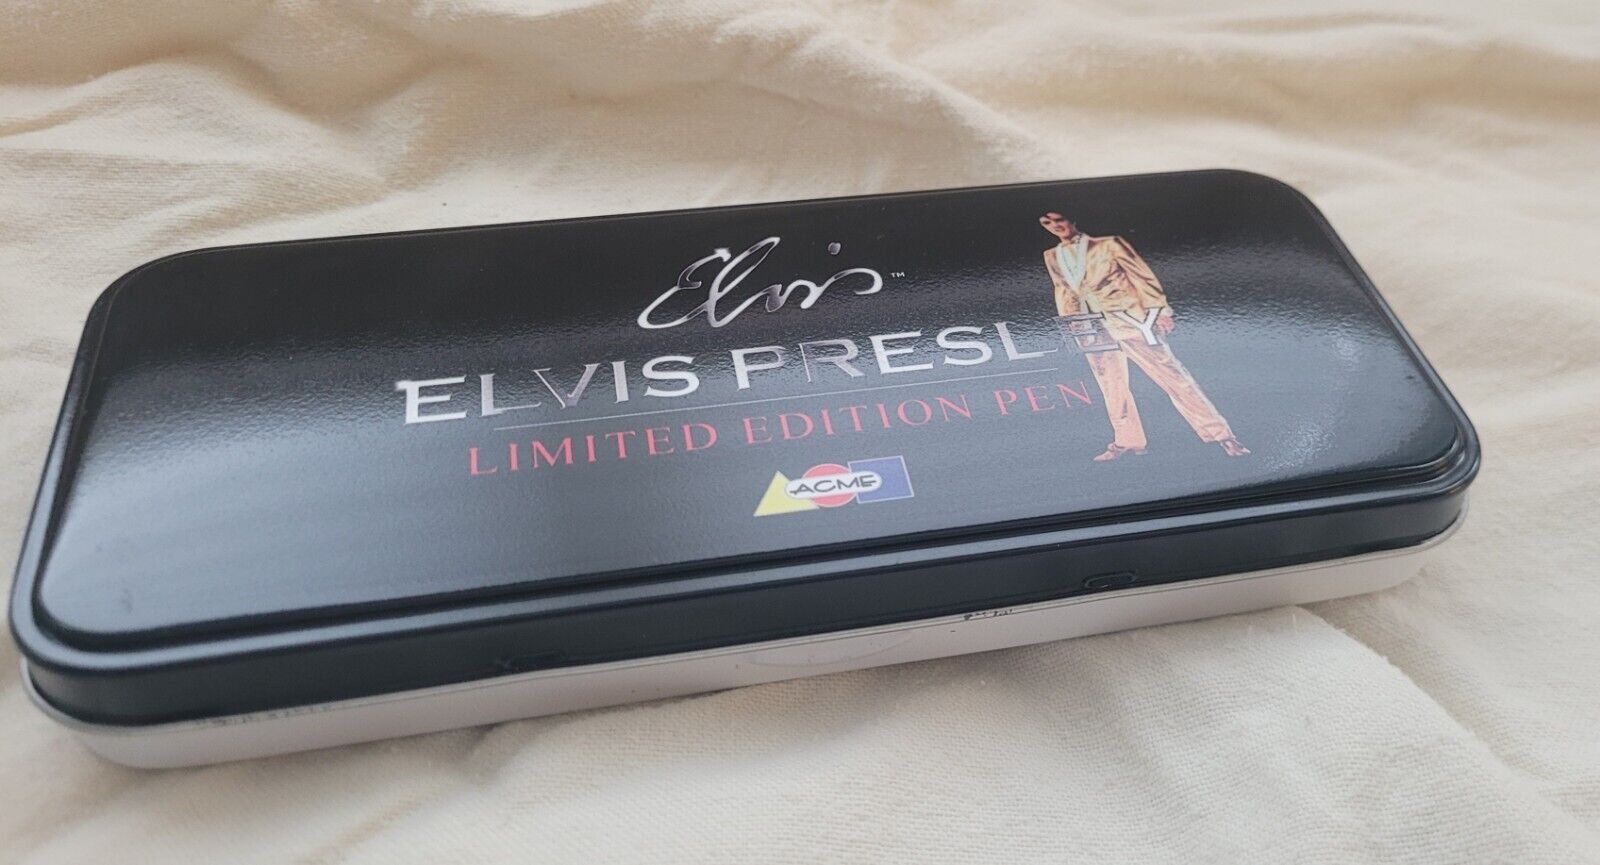 Elvis™
ELVIS PRESLEY
LIMITED EDITION PEN
ACME